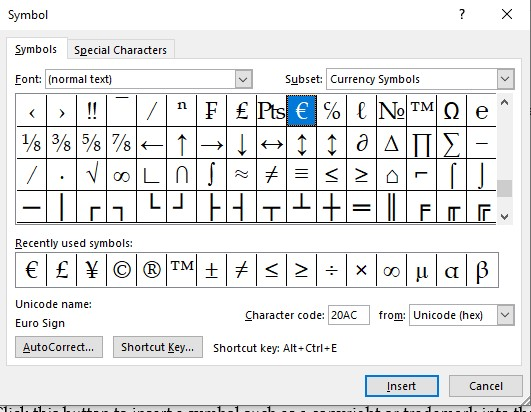 Symbol ? ×
Symbols Special Characters
Font: (normal text) Subset: Currency Symbols
‹ › ‼ ‾ ⁄ ⁿ ₣ ₤ ₧ € ℅ ℓ № ™ Ω ℮
⅛ ⅜ ⅝ ⅞ ← ↑ → ↓ ↔ ↕ ↨ ∂ ∆ ∏ ∑ −
∕ ∙ √ ∞ ∟ ∩ ∫ ≈ ≠ ≡ ≤ ≥ ⌂ ⌐ ⌠ ⌡
─ │ ┌ ┐ └ ┘ ├ ┤ ┬ ┴ ┼ ═ ║ ╒ ╓ ╔
Recently used symbols:
€ £ ¥ © ® ™ ± ≠ ≤ ≥ ÷ × ∞ µ α β
Unicode name:
Euro Sign
Character code: 20AC from: Unicode (hex)
AutoCorrect... Shortcut Key... Shortcut key: Alt+Ctrl+E
Insert Cancel
Click this button to insert a symbol such as a copyright or trademark into th